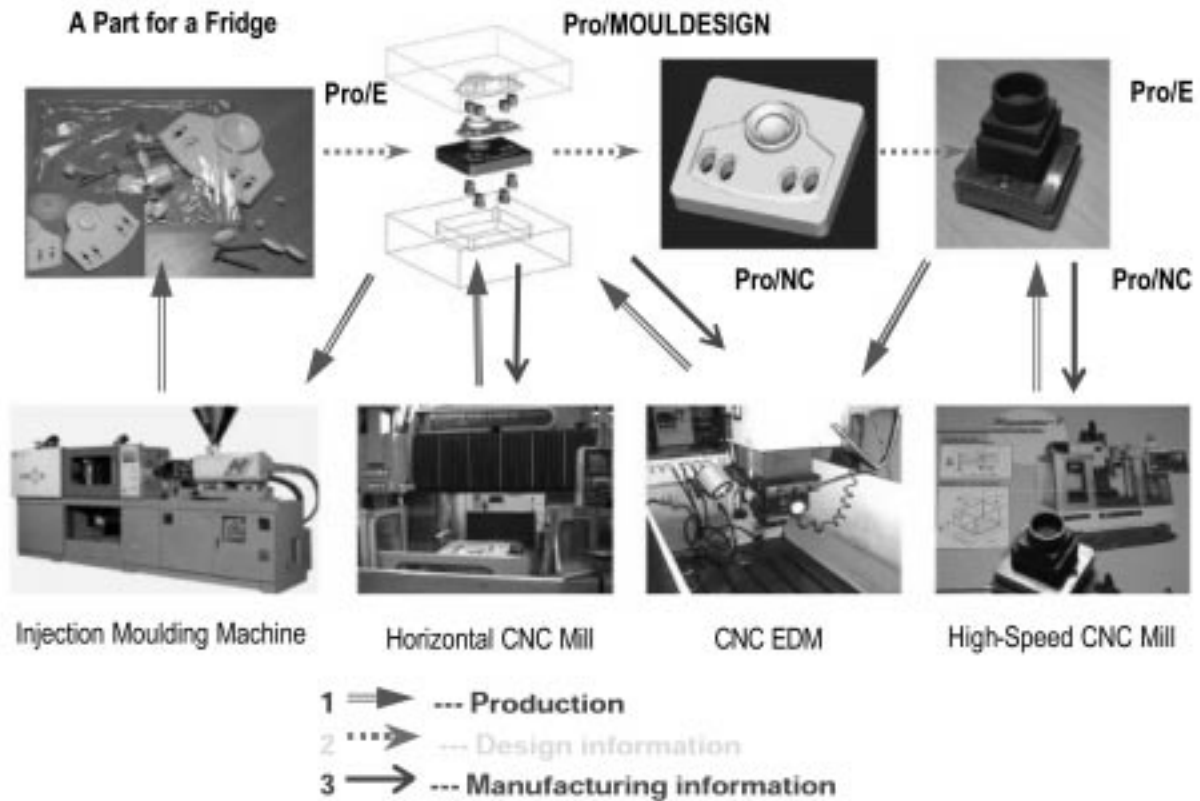 A Part for a Fridge
Pro/MOULDESIGN
Pro/E
Pro/E
Pro/NC
Pro/NC
Injection Moulding Machine
Horizontal CNC Mill
CNC EDM
High-Speed CNC Mill
1 --- Production
2 --- Design information
3 --- Manufacturing information